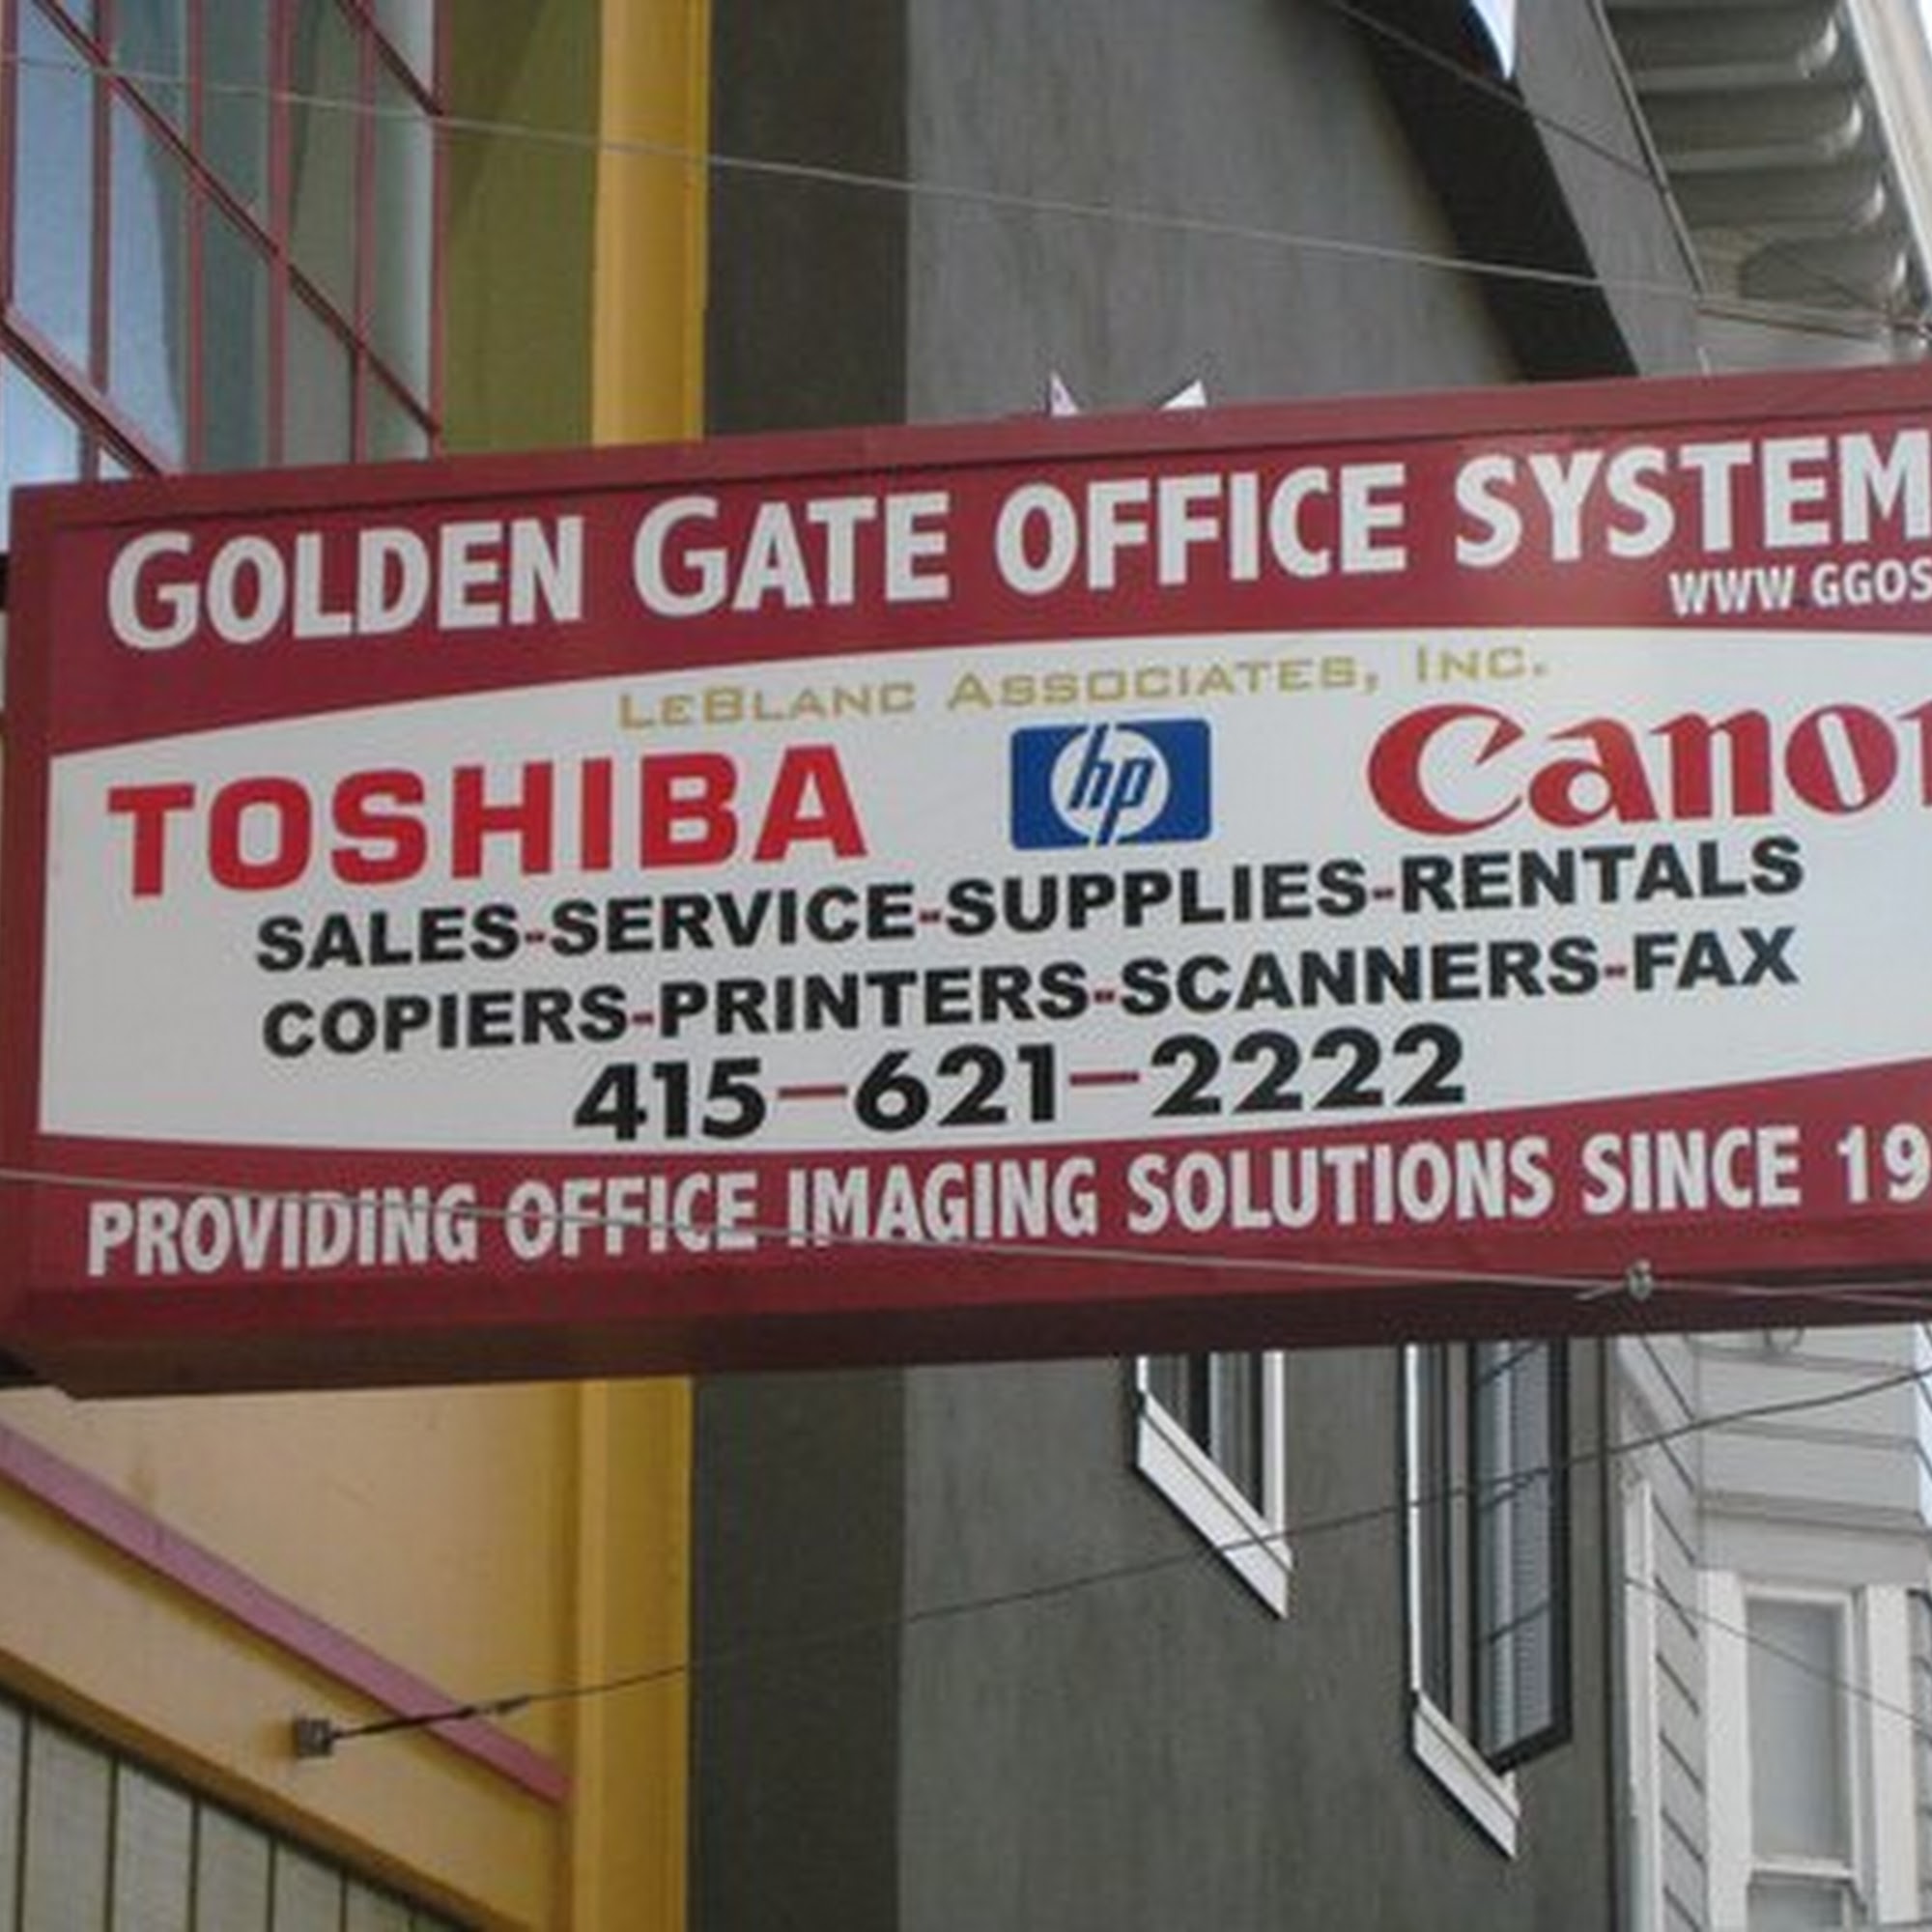 GOLDEN GATE OFFICE SYSTEM
WWW.GGOS
LEBLANC ASSOCIATES, INC.
TOSHIBA hp Canon
SALES-SERVICE-SUPPLIES-RENTALS
COPIERS-PRINTERS-SCANNERS-FAX
415-621-2222
PROVIDING OFFICE IMAGING SOLUTIONS SINCE 19